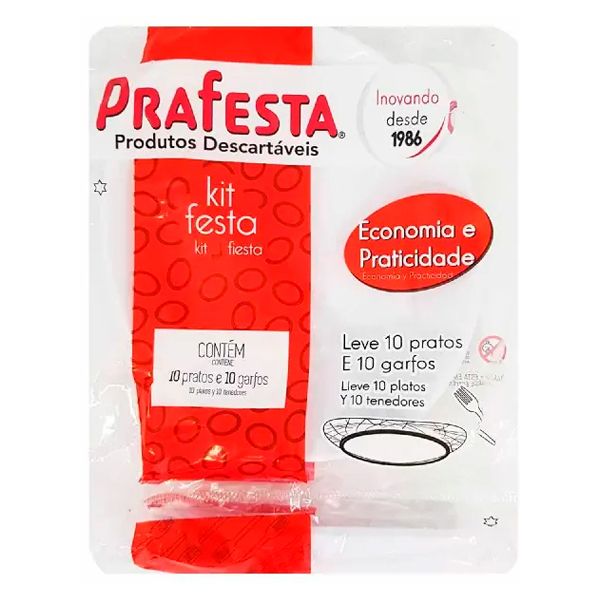 PRAFESTA®
Produtos Descartáveis
Inovando
desde
1986
kit
festa
kit fiesta
Economia e
Praticidade
Economia y Practicidad
CONTÉM
CONTIENE
10 pratos e 10 garfos
10 platos y 10 tenedores
Leve 10 pratos
E 10 garfos
Lleve 10 platos
Y 10 tenedores